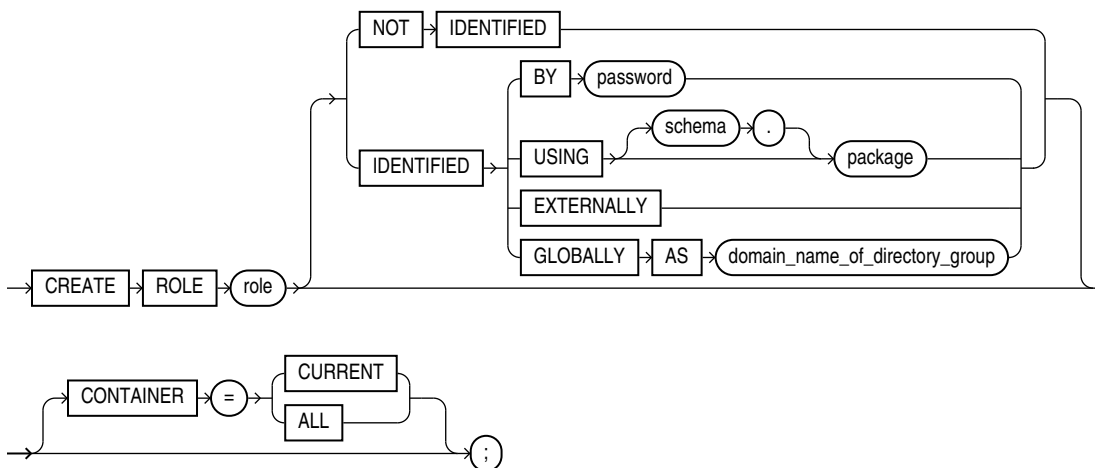 NOT IDENTIFIED
BY password
schema .
IDENTIFIED USING package
EXTERNALLY
GLOBALLY AS domain_name_of_directory_group
CREATE ROLE role
CURRENT
CONTAINER =
ALL
;